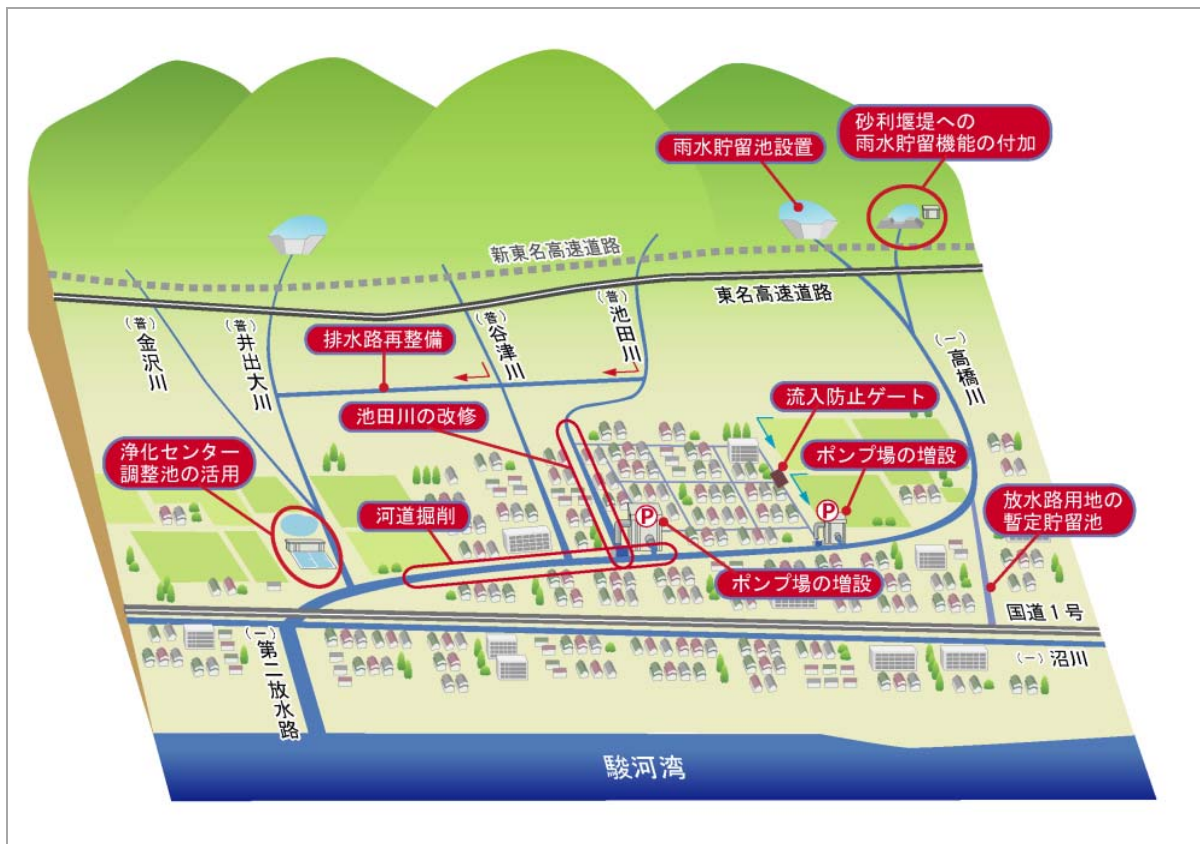 砂利堰堤への
雨水貯留機能の付加
雨水貯留池設置
新東名高速道路
東名高速道路
(普)金沢川
(普)井出大川
(普)谷津川
(普)池田川
(一)高橋川
排水路再整備
池田川の改修
流入防止ゲート
浄化センター
調整池の活用
ポンプ場の増設
河道掘削
放水路用地の
暫定貯留池
P
P
ポンプ場の増設
国道1号
(一)第二放水路
(一)沼川
駿河湾